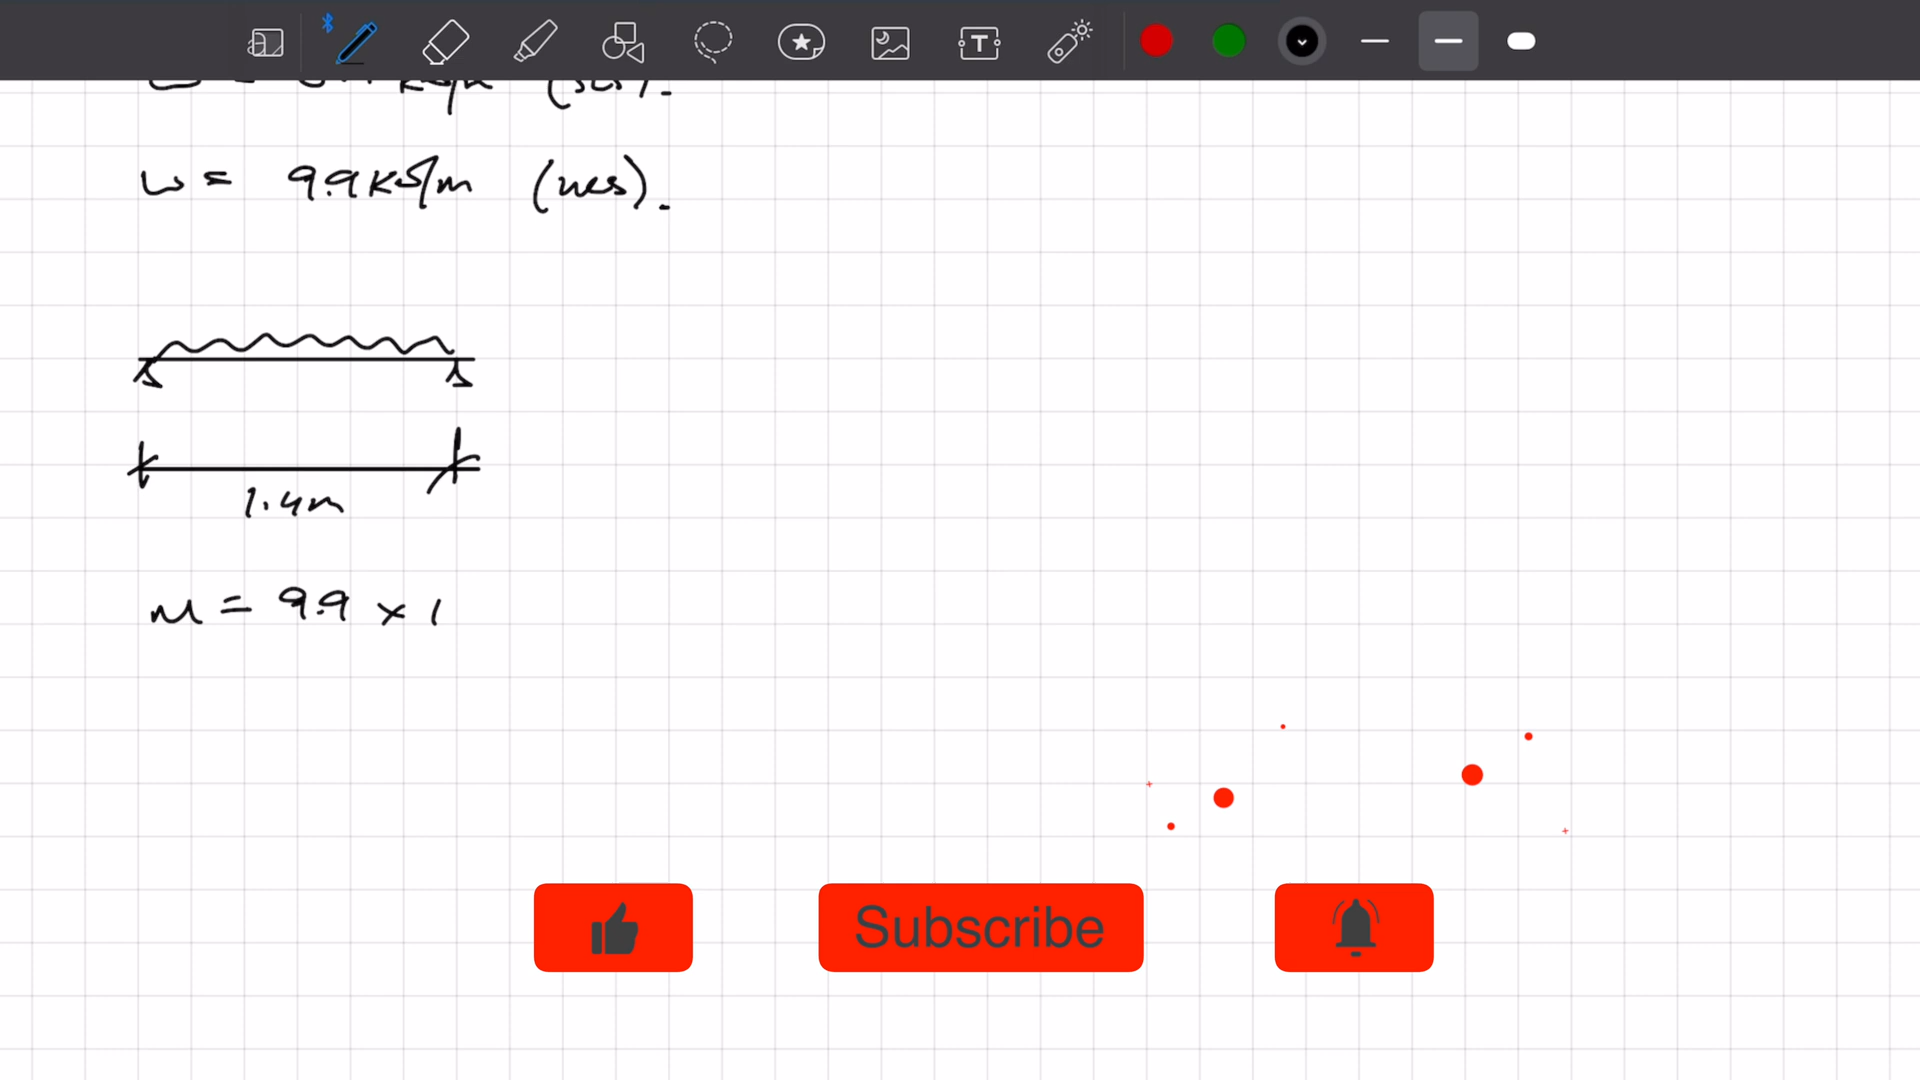 w = 9.9 kN/m (ULS).
1.4m
M = 9.9 x 1
Subscribe